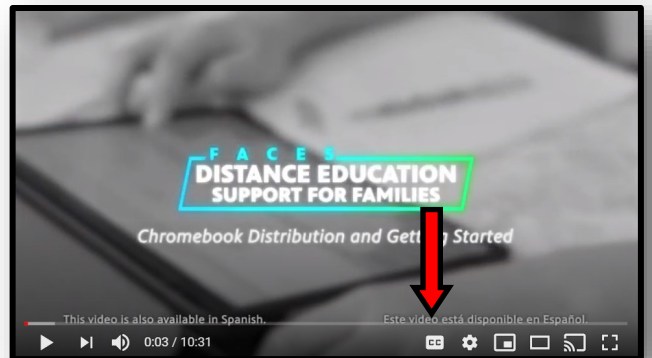 FACES
DISTANCE EDUCATION
SUPPORT FOR FAMILIES
Chromebook Distribution and Started
This video is also available in Spanish.
Este video está disponible en Español.
0:03 / 10:31
CC